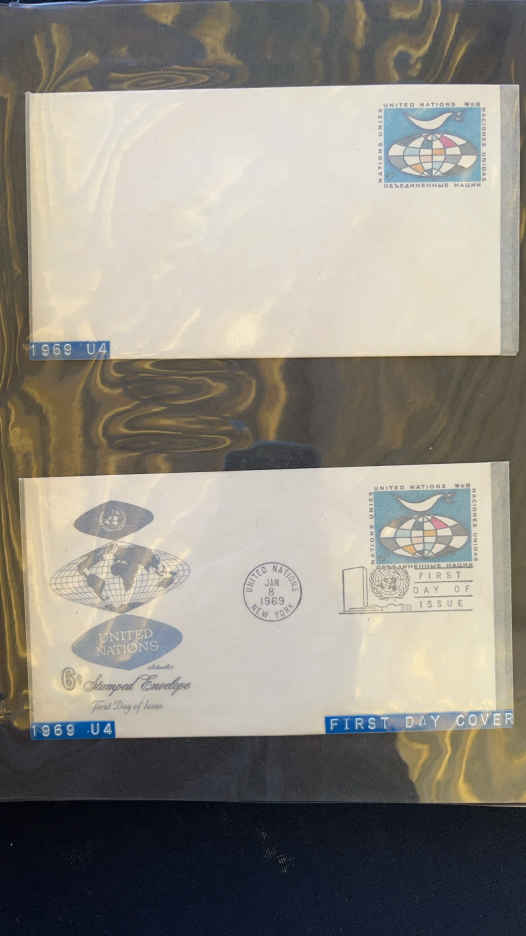 UNITED NATIONS
NATIONS UNIES
NACIONES UNIDAS
ОБЪЕДИНЕННЫЕ НАЦИИ
1969 U4
UNITED NATIONS
NATIONS UNIES
NACIONES UNIDAS
ОБЪЕДИНЕННЫЕ НАЦИИ
UNITED NATIONS
JAN
8
1969
NEW YORK
FIRST
DAY OF
ISSUE
UNITED
NATIONS
6¢ Stamped Envelope
First Day of Issue
1969 U4
FIRST DAY COVER